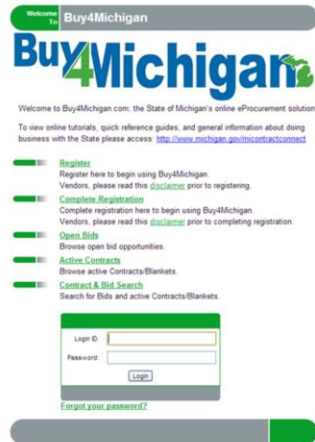 Welcome
To
Buy4Michigan
Buy4Michigan
Welcome to Buy4Michigan.com; the State of Michigan's online eProcurement solution
To view online tutorials, quick reference guides, and general information about doing
business with the State please access: http://www.michigan.gov/micontractconnect
Register
Register here to begin using Buy4Michigan.
Vendors, please read this disclaimer prior to registering.
Complete Registration
Complete registration here to begin using Buy4Michigan.
Vendors, please read this disclaimer prior to completing registration.
Open Bids
Browse open bid opportunities.
Active Contracts
Browse active Contracts/Blankets.
Contract & Bid Search
Search for Bids and active Contracts/Blankets.
Login ID:
Password:
Login
Forgot your password?